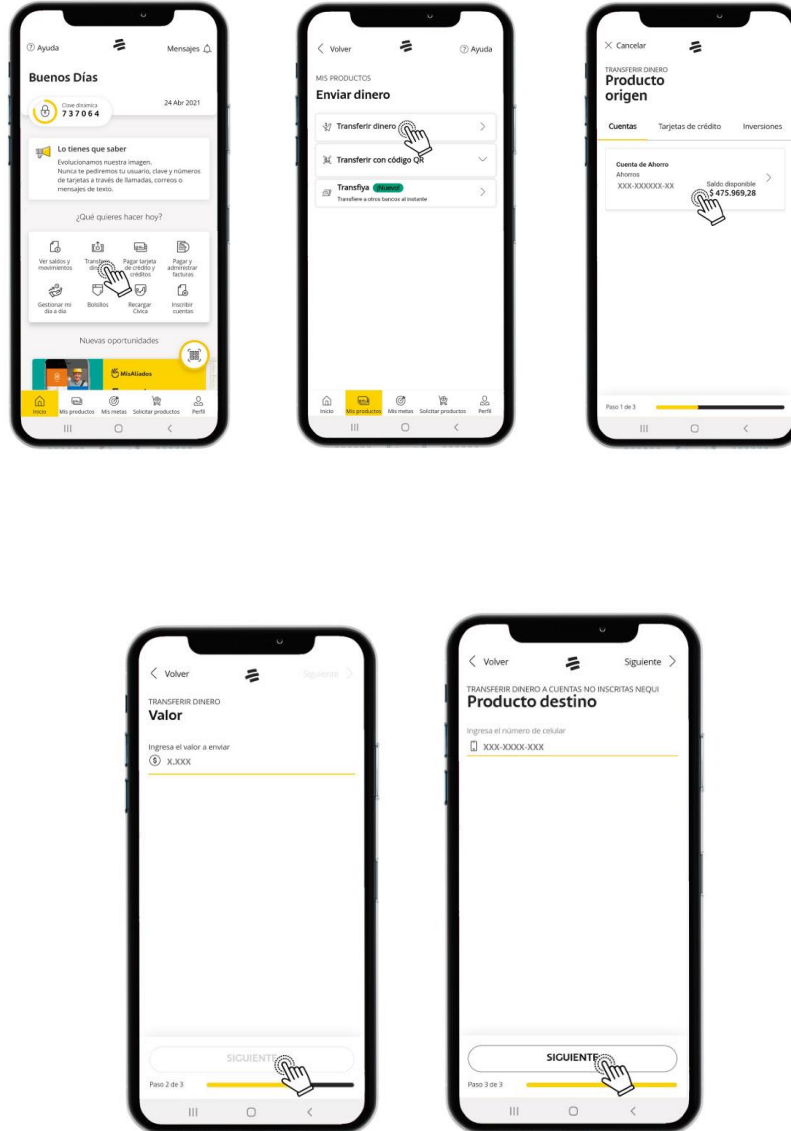 Ayuda
Mensajes
Buenos Días
Clave dinámica
737064
24 Abr 2021
Lo tienes que saber
Evolucionamos nuestra imagen.
Nunca te pediremos tu usuario, clave y números
de tarjetas a través de llamadas, correos o
mensajes de texto.
¿Qué quieres hacer hoy?
Ver saldos y
movimientos
Pagar tarjeta
de crédito y
créditos
Pagar y
administrar
facturas
Gestionar mi
día a día
Bolsillos
Recargar
Cívica
Inscribir
cuentas
Nuevas oportunidades
MisAliados
Inicio
Mis productos
Mis metas
Solicitar productos
Perfil
Volver
Ayuda
MIS PRODUCTOS
Enviar dinero
Transferir dinero
Transferir con código QR
Transfiya ¡Nuevo!
Transfiere a otros bancos al instante
Inicio
Mis productos
Mis metas
Solicitar productos
Perfil
Cancelar
TRANSFERIR DINERO
Producto
origen
Cuentas
Tarjetas de crédito
Inversiones
Cuenta de Ahorro
Ahorros
XXX-XXXXXX-XX
Saldo disponible
$ 475.969,28
Paso 1 de 3
Volver
Siguiente
TRANSFERIR DINERO
Valor
Ingresa el valor a enviar
X.XXX
SIGUIENTE
Paso 2 de 3
Volver
Siguiente
TRANSFERIR DINERO A CUENTAS NO INSCRITAS NEQUI
Producto destino
Ingresa el número de celular
XXX-XXXX-XXX
SIGUIENTE
Paso 3 de 3